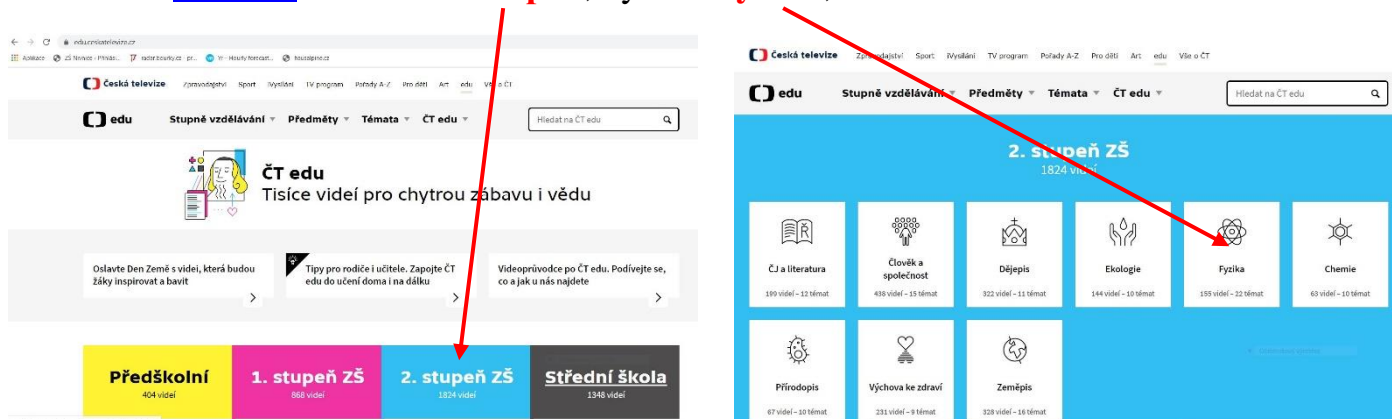 edu.ceskatelevize.cz
Aplikace
Česká televize Zpravodajství Sport iVysílání TV program Pořady A-Z Pro děti Art edu Vše o ČT
edu Stupně vzdělávání Předměty Témata ČT edu Hledat na ČT edu
ČT edu
Tisíce videí pro chytrou zábavu i vědu
Oslavte Den Země s videi, která budou
žáky inspirovat a bavit
Tipy pro rodiče i učitele. Zapojte ČT
edu do učení doma i na dálku
Videoprůvodce po ČT edu. Podívejte se,
co a jak u nás najdete
Předškolní
404 videí
1. stupeň ZŠ
868 videí
2. stupeň ZŠ
1824 videí
Střední škola
1348 videí
Česká televize Zpravodajství Sport iVysílání TV program Pořady A-Z Pro děti Art edu Vše o ČT
edu Stupně vzdělávání Předměty Témata ČT edu Hledat na ČT edu
2. stupeň ZŠ
1824 videí
ČJ a literatura
199 videí – 12 témat
Člověk a
společnost
438 videí – 15 témat
Dějepis
322 videí – 11 témat
Ekologie
144 videí – 10 témat
Fyzika
155 videí – 22 témat
Chemie
63 videí – 10 témat
Přírodopis
67 videí – 10 témat
Výchova ke zdraví
231 videí – 9 témat
Zeměpis
328 videí – 16 témat